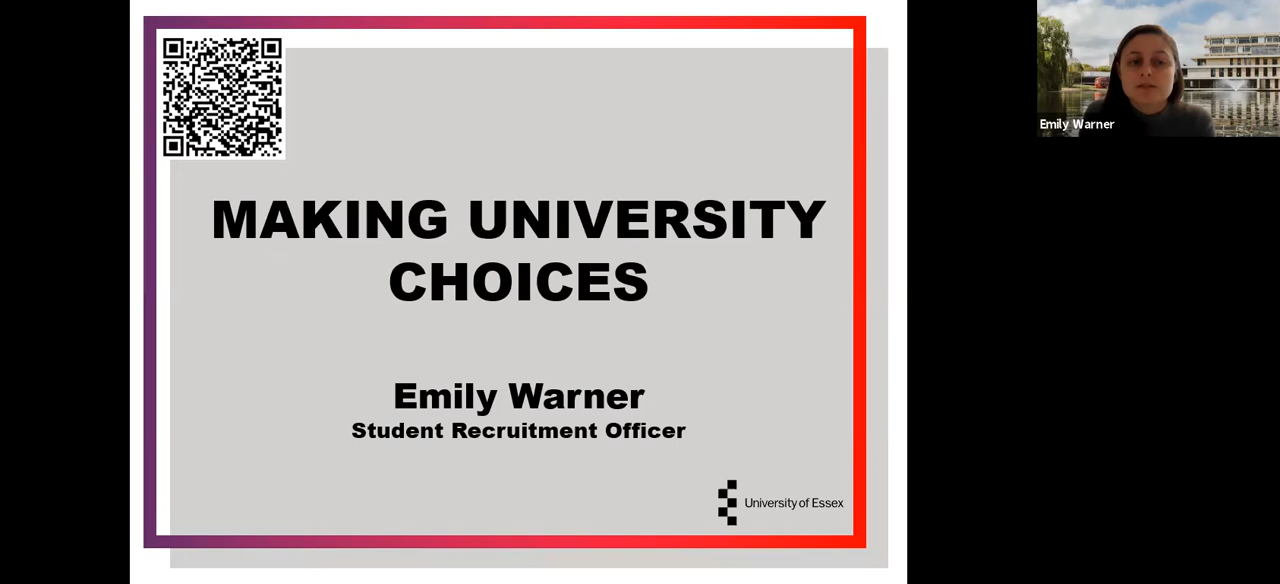 MAKING UNIVERSITY
CHOICES
Emily Warner
Student Recruitment Officer
University of Essex
Emily Warner